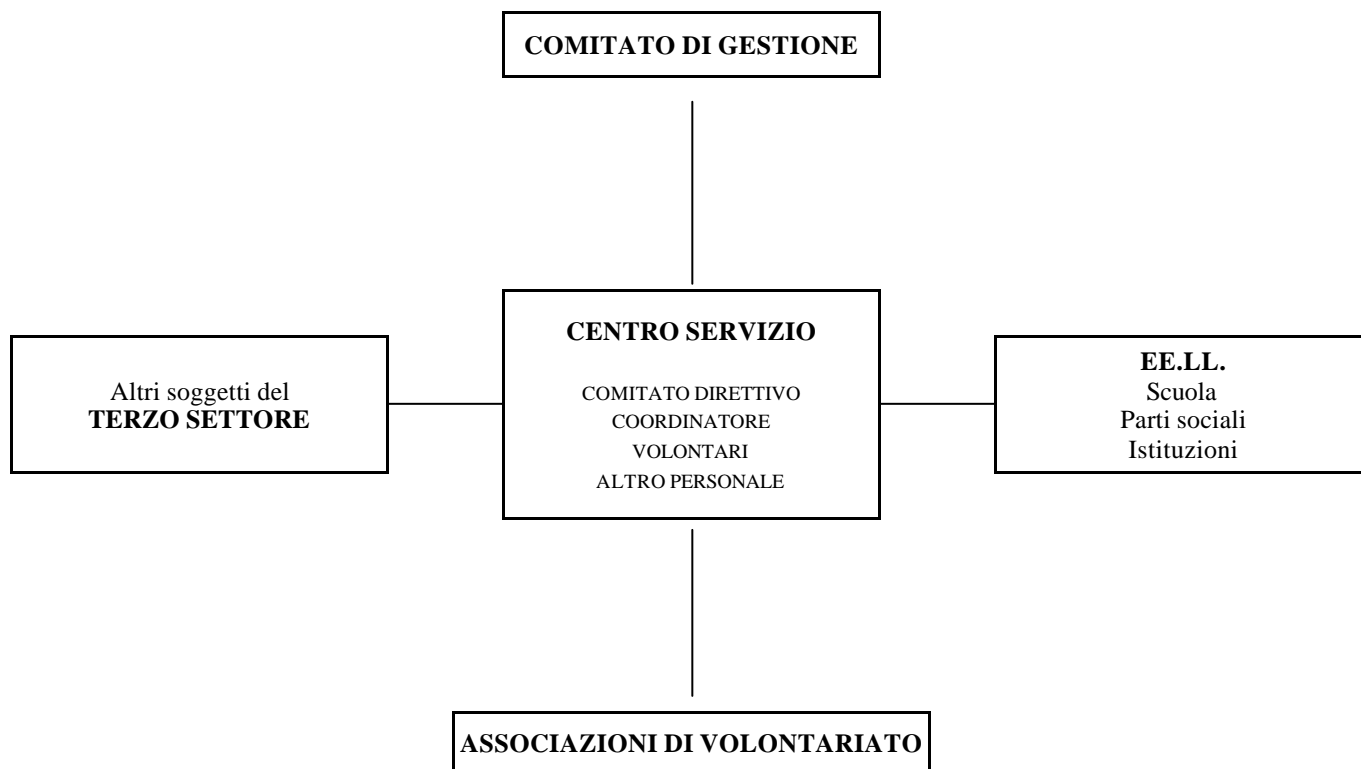 COMITATO DI GESTIONE
CENTRO SERVIZIO
COMITATO DIRETTIVO
COORDINATORE
VOLONTARI
ALTRO PERSONALE
Altri soggetti del
TERZO SETTORE
EE.LL.
Scuola
Parti sociali
Istituzioni
ASSOCIAZIONI DI VOLONTARIATO